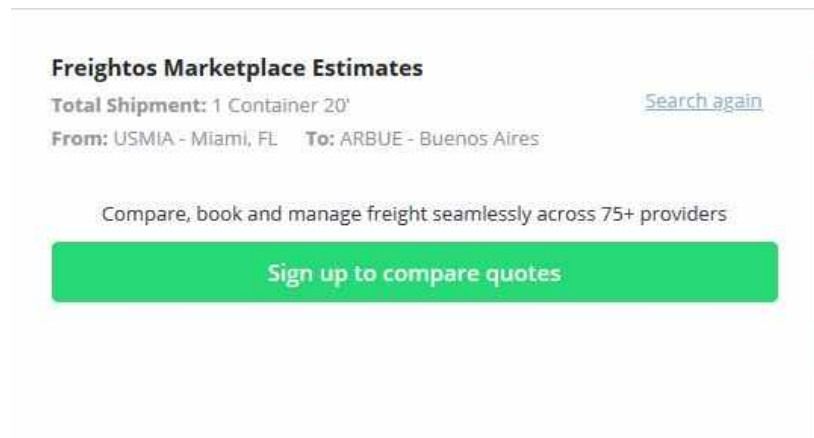 Freightos Marketplace Estimates
Total Shipment: 1 Container 20'
Search again
From: USMIA - Miami, FL To: ARBUE - Buenos Aires
Compare, book and manage freight seamlessly across 75+ providers
Sign up to compare quotes